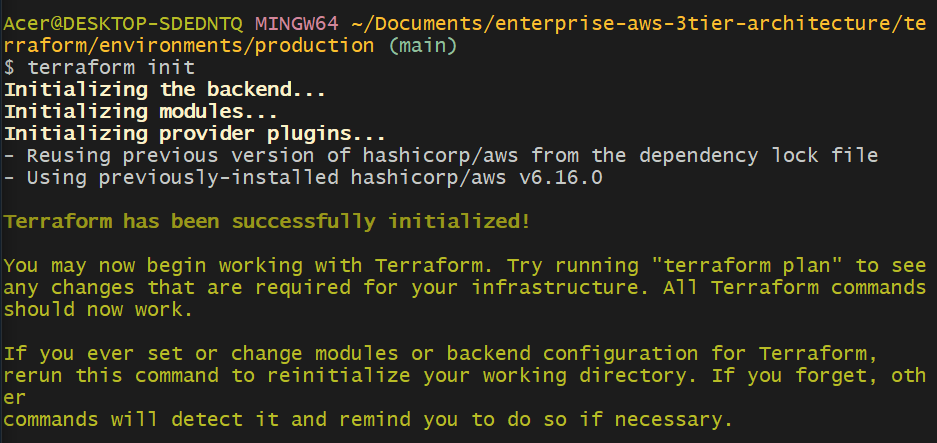 Acer@DESKTOP-SDEDNTQ MINGW64 ~/Documents/enterprise-aws-3tier-architecture/te
rraform/environments/production (main)
$ terraform init
Initializing the backend...
Initializing modules...
Initializing provider plugins...
- Reusing previous version of hashicorp/aws from the dependency lock file
- Using previously-installed hashicorp/aws v6.16.0
Terraform has been successfully initialized!
You may now begin working with Terraform. Try running "terraform plan" to see
any changes that are required for your infrastructure. All Terraform commands
should now work.
If you ever set or change modules or backend configuration for Terraform,
rerun this command to reinitialize your working directory. If you forget, oth
er
commands will detect it and remind you to do so if necessary.